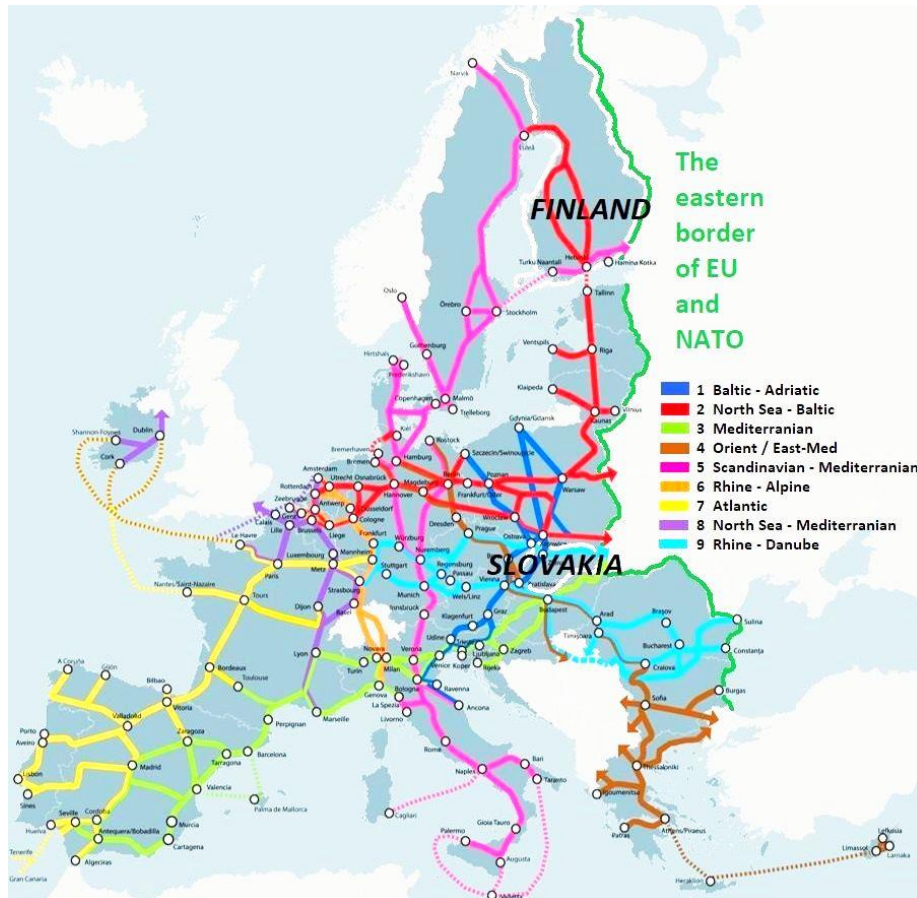 Narvik
Luleå
The
eastern
border
of EU
and
NATO
FINLAND
Helsinki
Turku Naantali
Hamina Kotka
Tallinn
Oslo
Örebro
Stockholm
Ventspils
Riga
Gothenburg
Hirtshals
Frederikshavn
Klaipeda
Vilnius
Kaunas
Copenhagen
Malmö
Trelleborg
1 Baltic - Adriatic
2 North Sea - Baltic
3 Mediterranean
4 Orient / East-Med
5 Scandinavian - Mediterranean
6 Rhine - Alpine
7 Atlantic
8 North Sea - Mediterranean
9 Rhine - Danube
Gdynia/Gdansk
Shannon-Foynes
Dublin
Cork
Kiel
Rostock
Szczecin/Swinoujscie
Bremerhaven
Bremen
Hamburg
Berlin
Poznan
Warsaw
Amsterdam
Rotterdam
Utrecht
Osnabrück
Hannover
Magdeburg
Frankfurt/Oder
Zeebrugge
Antwerp
Düsseldorf
Calais
Lille
Brussels
Cologne
Liege
Dresden
Wroclaw
Ostrava
Le Havre
Luxembourg
Frankfurt
Mannheim
Würzburg
Prague
Nuremberg
Regensburg
SLOVAKIA
Paris
Metz
Stuttgart
Passau
Wels/Linz
Vienna
Bratislava
Nantes/Saint-Nazaire
Tours
Strasbourg
Munich
Budapest
Dijon
Basel
Innsbruck
Graz
Klagenfurt
Arad
Brașov
Sulina
Timișoara
Bucharest
Udine
Trieste
Ljubljana
Zagreb
Lyon
Novara
Milan
Verona
Venice
Koper
Rijeka
Craiova
Constanța
A Coruña
Gijón
Bilbao
Bordeaux
Toulouse
Turin
Genova
Bologna
Ravenna
La Spezia
Livorno
Ancona
Sofia
Burgas
Vitoria
Valladolid
Zaragoza
Perpignan
Marseille
Porto
Aveiro
Barcelona
Rome
Madrid
Tarragona
Bari
Thessaloniki
Lisbon
Sines
Valencia
Palma de Mallorca
Naples
Taranto
Igoumenitsa
Cagliari
Huelva
Seville
Cordoba
Murcia
Gioia Tauro
Patras
Athens/Piraeus
Antequera/Bobadilla
Cartagena
Palermo
Lefkosia
Tenerife
Algeciras
Augusta
Limassol
Larnaka
Gran Canaria
Heraklion